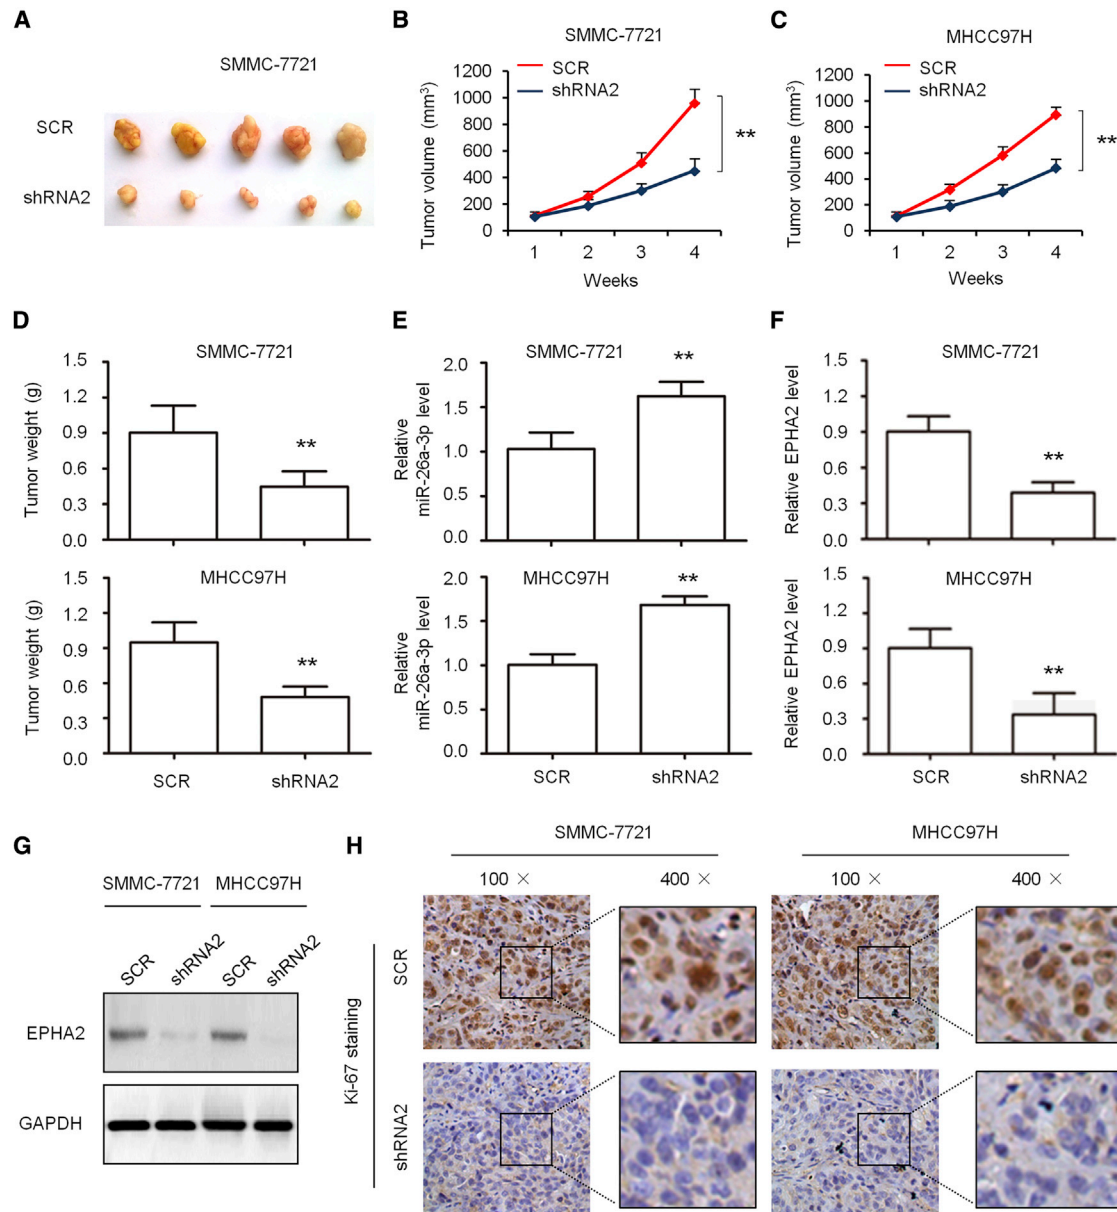 A
SMMC-7721
SCR
shRNA2
B
SMMC-7721
SCR
shRNA2
Tumor volume (mm³)
1200
1000
800
600
400
200
0
1 2 3 4
Weeks
**
C
MHCC97H
SCR
shRNA2
Tumor volume (mm³)
1200
1000
800
600
400
200
0
1 2 3 4
Weeks
**
D
SMMC-7721
Tumor weight (g)
1.5
1.2
0.9
0.6
0.3
0.0
**
MHCC97H
Tumor weight (g)
1.5
1.2
0.9
0.6
0.3
0.0
**
SCR shRNA2
E
SMMC-7721
Relative
miR-26a-3p level
2.0
1.5
1.0
0.5
0.0
**
MHCC97H
Relative
miR-26a-3p level
2.0
1.5
1.0
0.5
0.0
**
SCR shRNA2
F
SMMC-7721
Relative EPHA2 level
1.5
1.2
0.9
0.6
0.3
0.0
**
MHCC97H
Relative EPHA2 level
1.5
1.2
0.9
0.6
0.3
0.0
**
SCR shRNA2
G
SMMC-7721 MHCC97H
SCR shRNA2 SCR shRNA2
EPHA2
GAPDH
H
SMMC-7721 MHCC97H
100 × 400 × 100 × 400 ×
Ki-67 staining
SCR
shRNA2